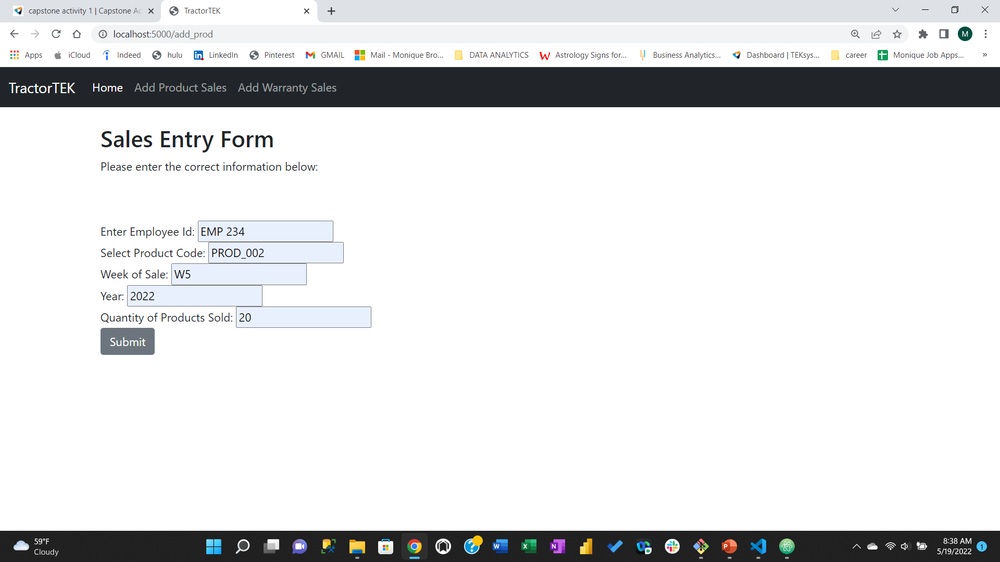 capstone activity 1 | Capstone Ac
TractorTEK
localhost:5000/add_prod
M
Apps
iCloud
Indeed
hulu
LinkedIn
Pinterest
GMAIL
Mail - Monique Bro...
DATA ANALYTICS
Astrology Signs for...
Business Analytics...
Dashboard | TEKsys...
career
Monique Job Apps...
»
TractorTEK Home Add Product Sales Add Warranty Sales
Sales Entry Form
Please enter the correct information below:
Enter Employee Id: EMP 234
Select Product Code: PROD_002
Week of Sale: W5
Year: 2022
Quantity of Products Sold: 20
Submit
59°F
Cloudy
8:38 AM
5/19/2022
1